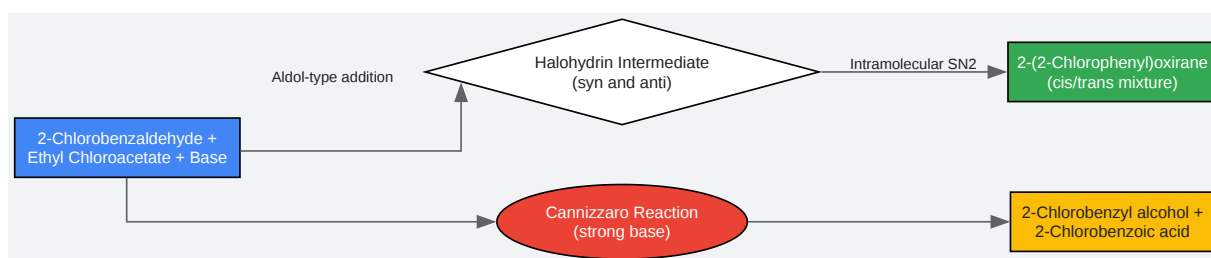 Aldol-type addition
Halohydrin Intermediate
(syn and anti)
Intramolecular SN2
2-(2-Chlorophenyl)oxirane
(cis/trans mixture)
2-Chlorobenzaldehyde +
Ethyl Chloroacetate + Base
Cannizzaro Reaction
(strong base)
2-Chlorobenzyl alcohol +
2-Chlorobenzoic acid